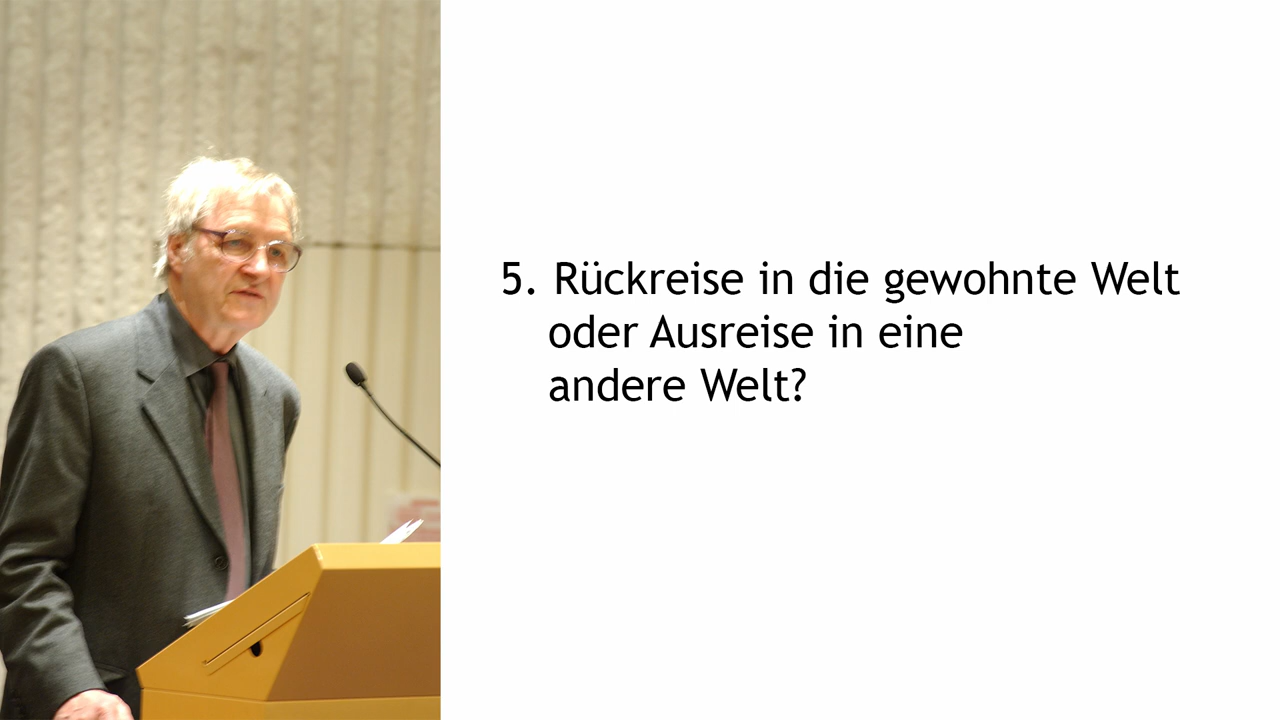 5. Rückreise in die gewohnte Welt
oder Ausreise in eine
andere Welt?